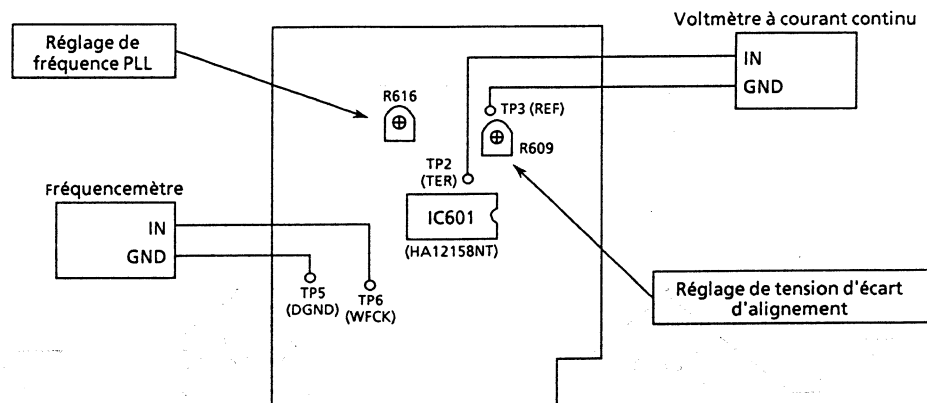 Voltmètre à courant continu
Réglage de
fréquence PLL
IN
GND
R616
TP3 (REF)
R609
TP2
(TER)
Fréquencemètre
IN
GND
IC601
(HA12158NT)
TP5
(DGND)
TP6
(WFCK)
Réglage de tension d'écart
d'alignement